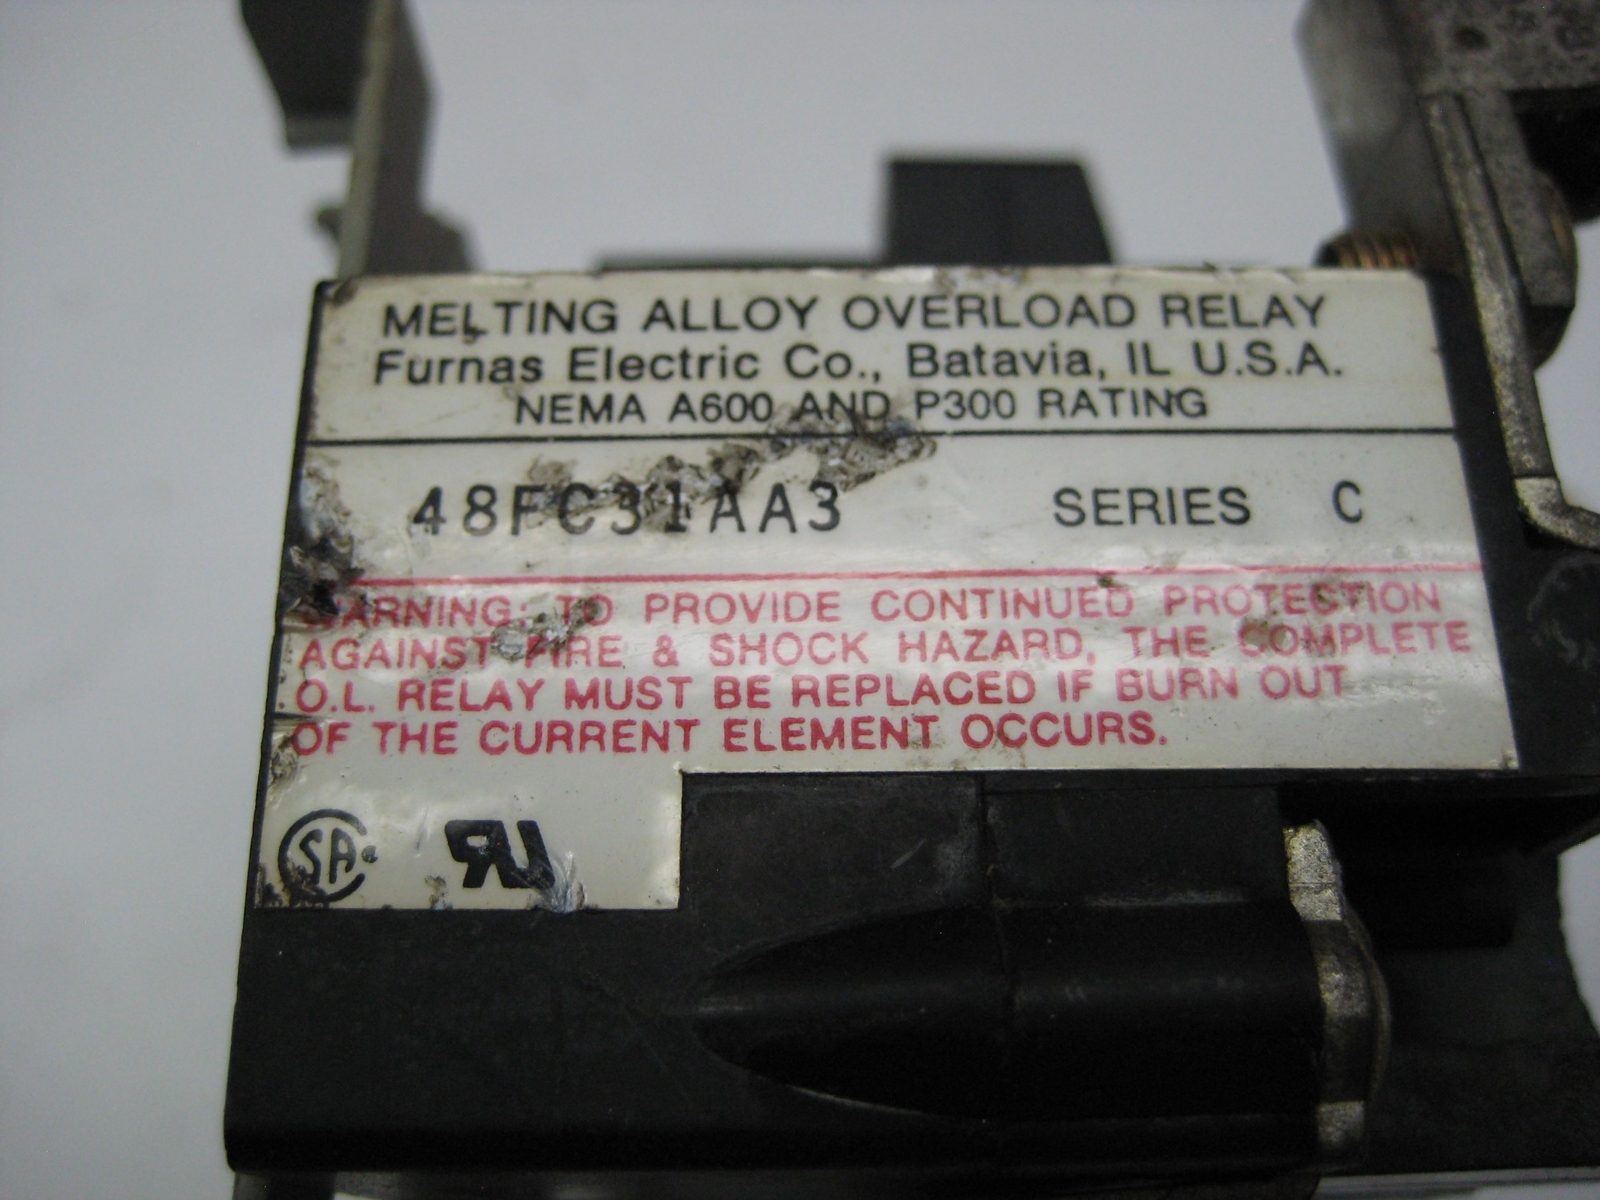 MELTING ALLOY OVERLOAD RELAY
Furnas Electric Co., Batavia, IL U.S.A.
NEMA A600 AND P300 RATING
48FC31AA3 SERIES C
WARNING: TO PROVIDE CONTINUED PROTECTION
AGAINST FIRE & SHOCK HAZARD, THE COMPLETE
O.L. RELAY MUST BE REPLACED IF BURN OUT
OF THE CURRENT ELEMENT OCCURS.
CSA UR